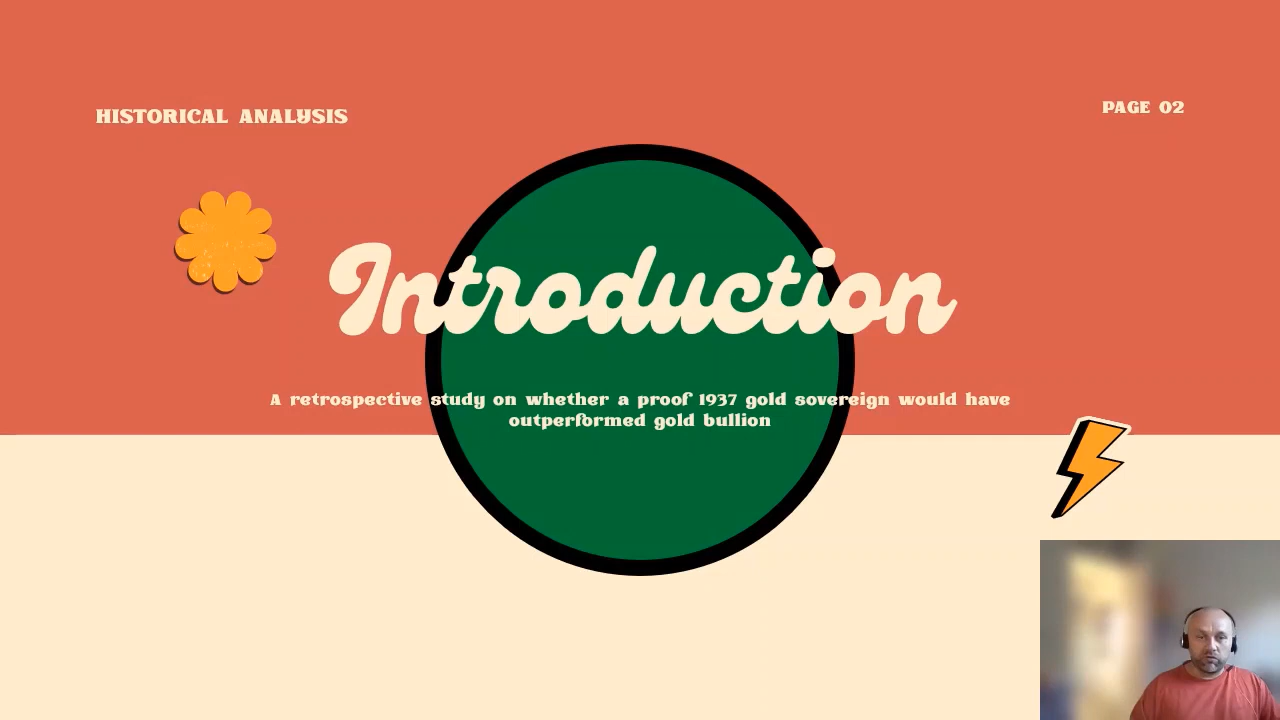 HISTORICAL ANALYSIS
PAGE 02
Introduction
A retrospective study on whether a proof 1937 gold sovereign would have
outperformed gold bullion